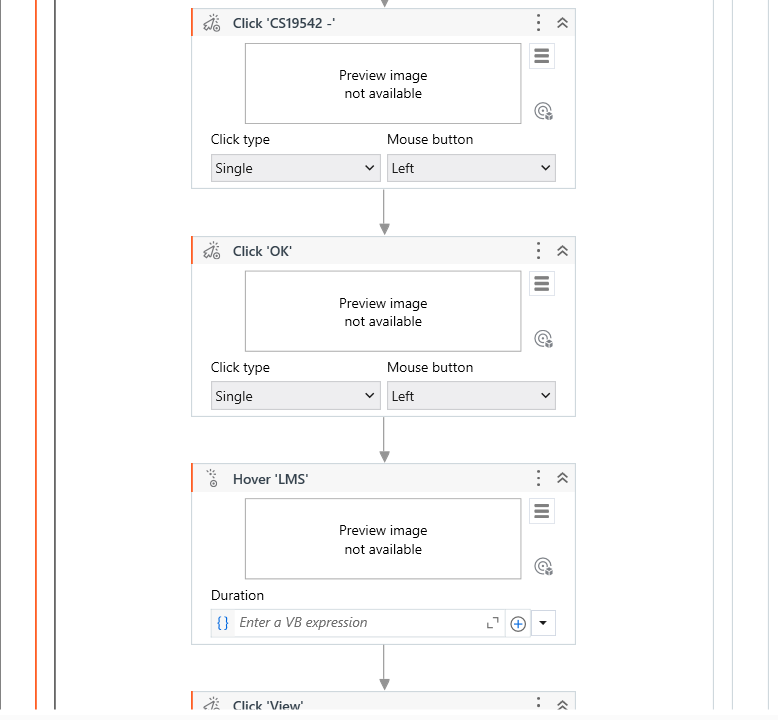 Click 'CS19542 -'
Preview image
not available
Click type
Mouse button
Single
Left
Click 'OK'
Preview image
not available
Click type
Mouse button
Single
Left
Hover 'LMS'
Preview image
not available
Duration
{} Enter a VB expression
Click 'View'